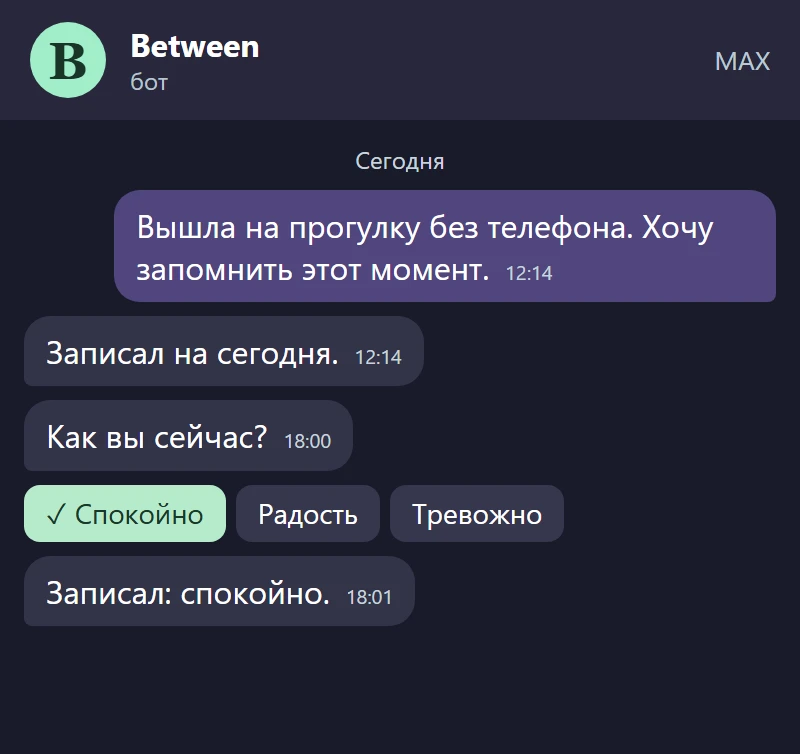 B
Between
бот
MAX
Сегодня
Вышла на прогулку без телефона. Хочу
запомнить этот момент. 12:14
Записал на сегодня. 12:14
Как вы сейчас? 18:00
✓ Спокойно Радость Тревожно
Записал: спокойно. 18:01